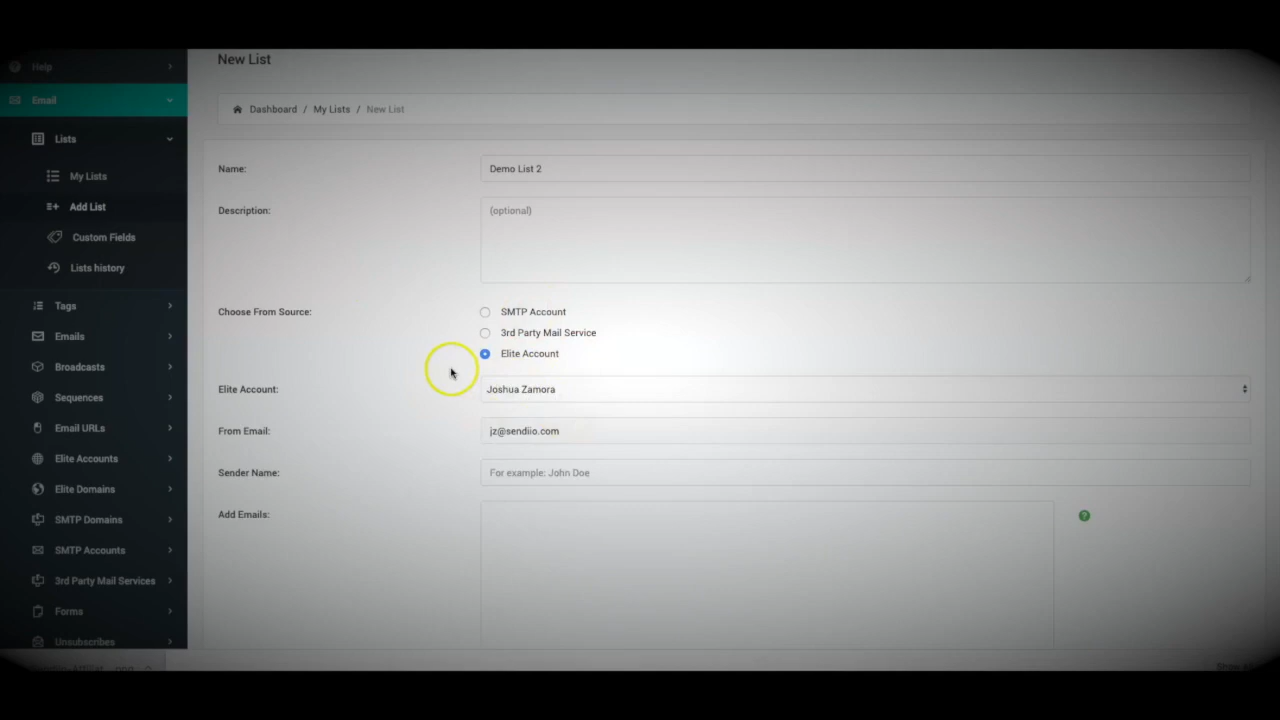 New List
Help
Email
Dashboard / My Lists / New List
Lists
My Lists
Add List
Custom Fields
Lists history
Tags
Emails
Broadcasts
Sequences
Email URLs
Elite Accounts
Elite Domains
SMTP Domains
SMTP Accounts
3rd Party Mail Services
Forms
Unsubscribes
Name:
Demo List 2
Description:
(optional)
Choose From Source:
SMTP Account
3rd Party Mail Service
Elite Account
Elite Account:
Joshua Zamora
From Email:
jz@sendiio.com
Sender Name:
For example: John Doe
Add Emails:
?